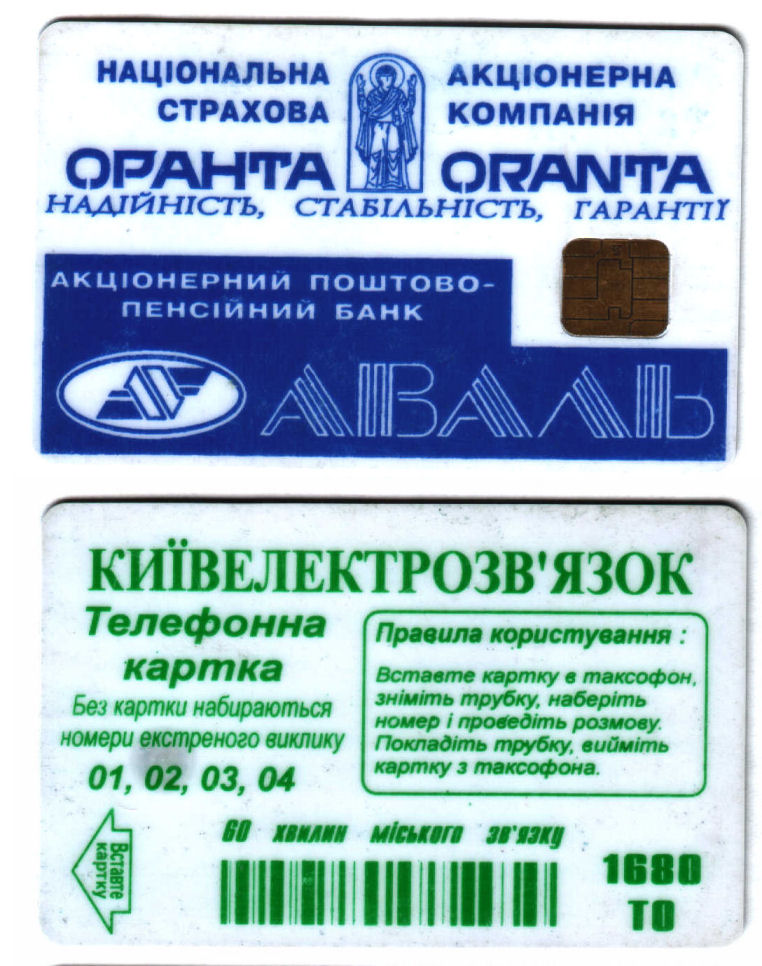 НАЦІОНАЛЬНА АКЦІОНЕРНА
СТРАХОВА КОМПАНІЯ
ОРАНТА ORANTA
НАДІЙНІСТЬ, СТАБІЛЬНІСТЬ, ГАРАНТІЇ
АКЦІОНЕРНИЙ ПОШТОВО-
ПЕНСІЙНИЙ БАНК
АВАЛЬ
КИЇВЕЛЕКТРОЗВ'ЯЗОК
Телефонна
картка
Без картки набираються
номери екстреного виклику
01, 02, 03, 04
Правила користування :
Вставте картку в таксофон,
зніміть трубку, наберіть
номер і проведіть розмову.
Покладіть трубку, вийміть
картку з таксофона.
Вставте
картку
60 хвилин міського зв'язку
1680
ТО